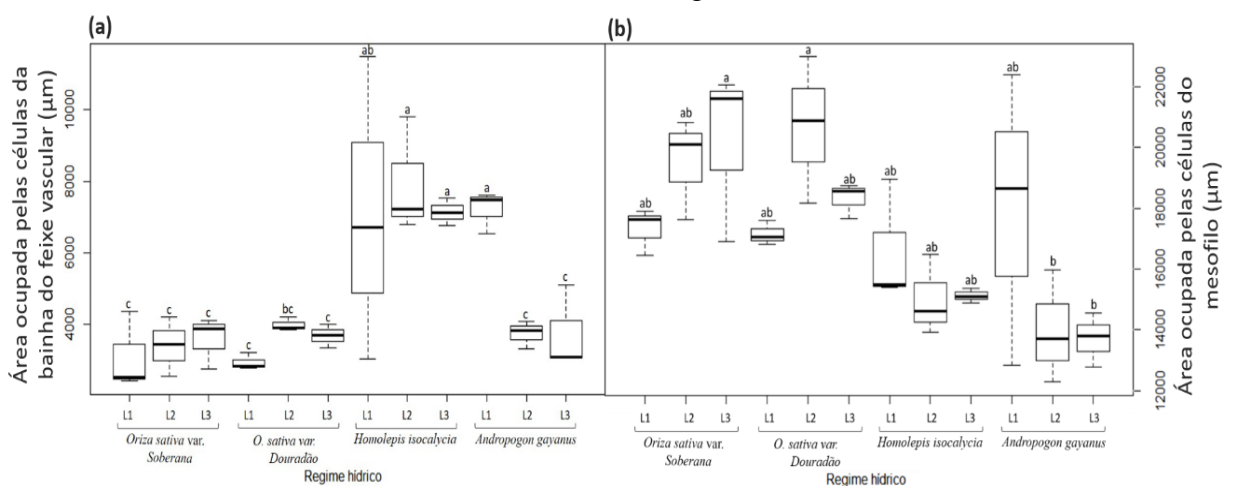 (a)
Área ocupada pelas células da
bainha do feixe vascular (µm)
10000
8000
6000
4000
c
c
c
c
bc
c
ab
a
a
a
c
c
L1
L2
L3
L1
L2
L3
L1
L2
L3
L1
L2
L3
Oriza sativa var.
Soberana
O. sativa var.
Douradão
Homolepis isocalycia
Andropogon gayanus
Regime hídrico
(b)
ab
ab
a
ab
a
ab
ab
ab
ab
ab
b
b
22000
20000
18000
16000
14000
12000
Área ocupada pelas células do
mesofilo (µm)
L1
L2
L3
L1
L2
L3
L1
L2
L3
L1
L2
L3
Oriza sativa var.
Soberana
O. sativa var.
Douradão
Homolepis isocalycia
Andropogon gayanus
Regime hídrico